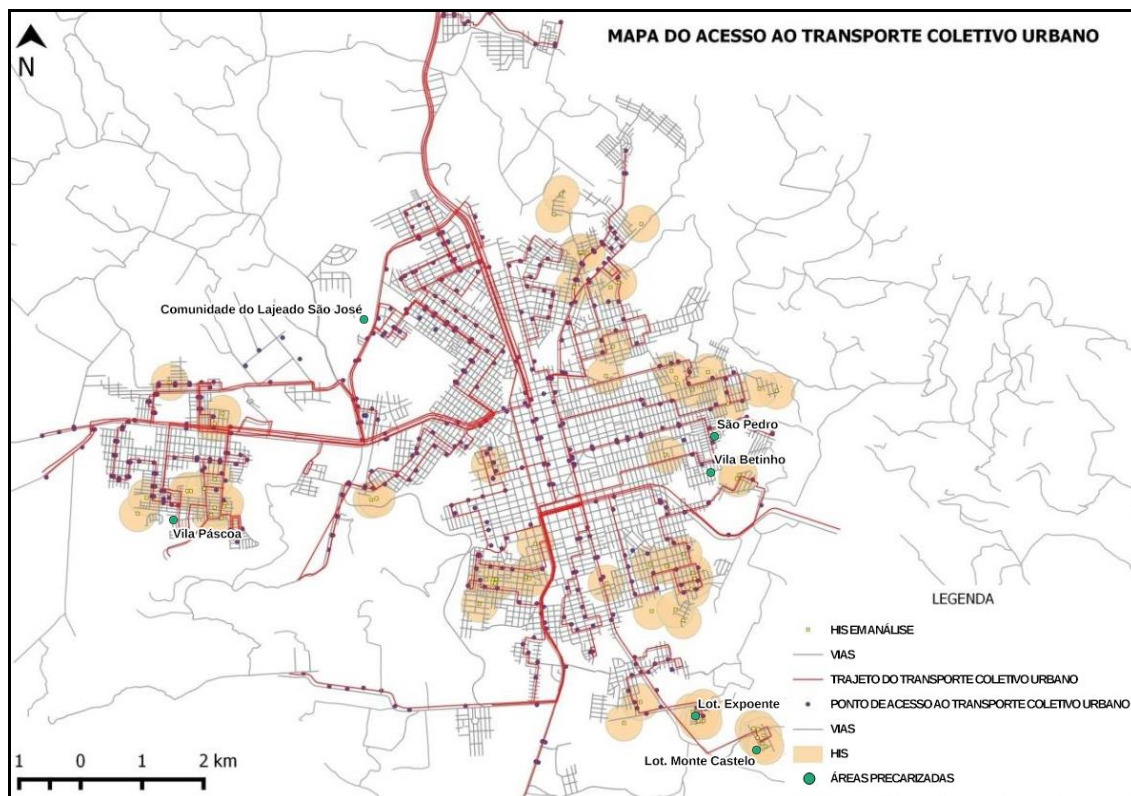 MAPA DO ACESSO AO TRANSPORTE COLETIVO URBANO
N
Comunidade do Lajeado São José
São Pedro
Vila Betinho
Vila Páscoa
Lot. Expoente
Lot. Monte Castelo
LEGENDA
HIS EM ANÁLISE
VIAS
TRAJETO DO TRANSPORTE COLETIVO URBANO
PONTO DE ACESSO AO TRANSPORTE COLETIVO URBANO
VIAS
HIS
ÁREAS PRECARIZADAS
1 0 1 2 km